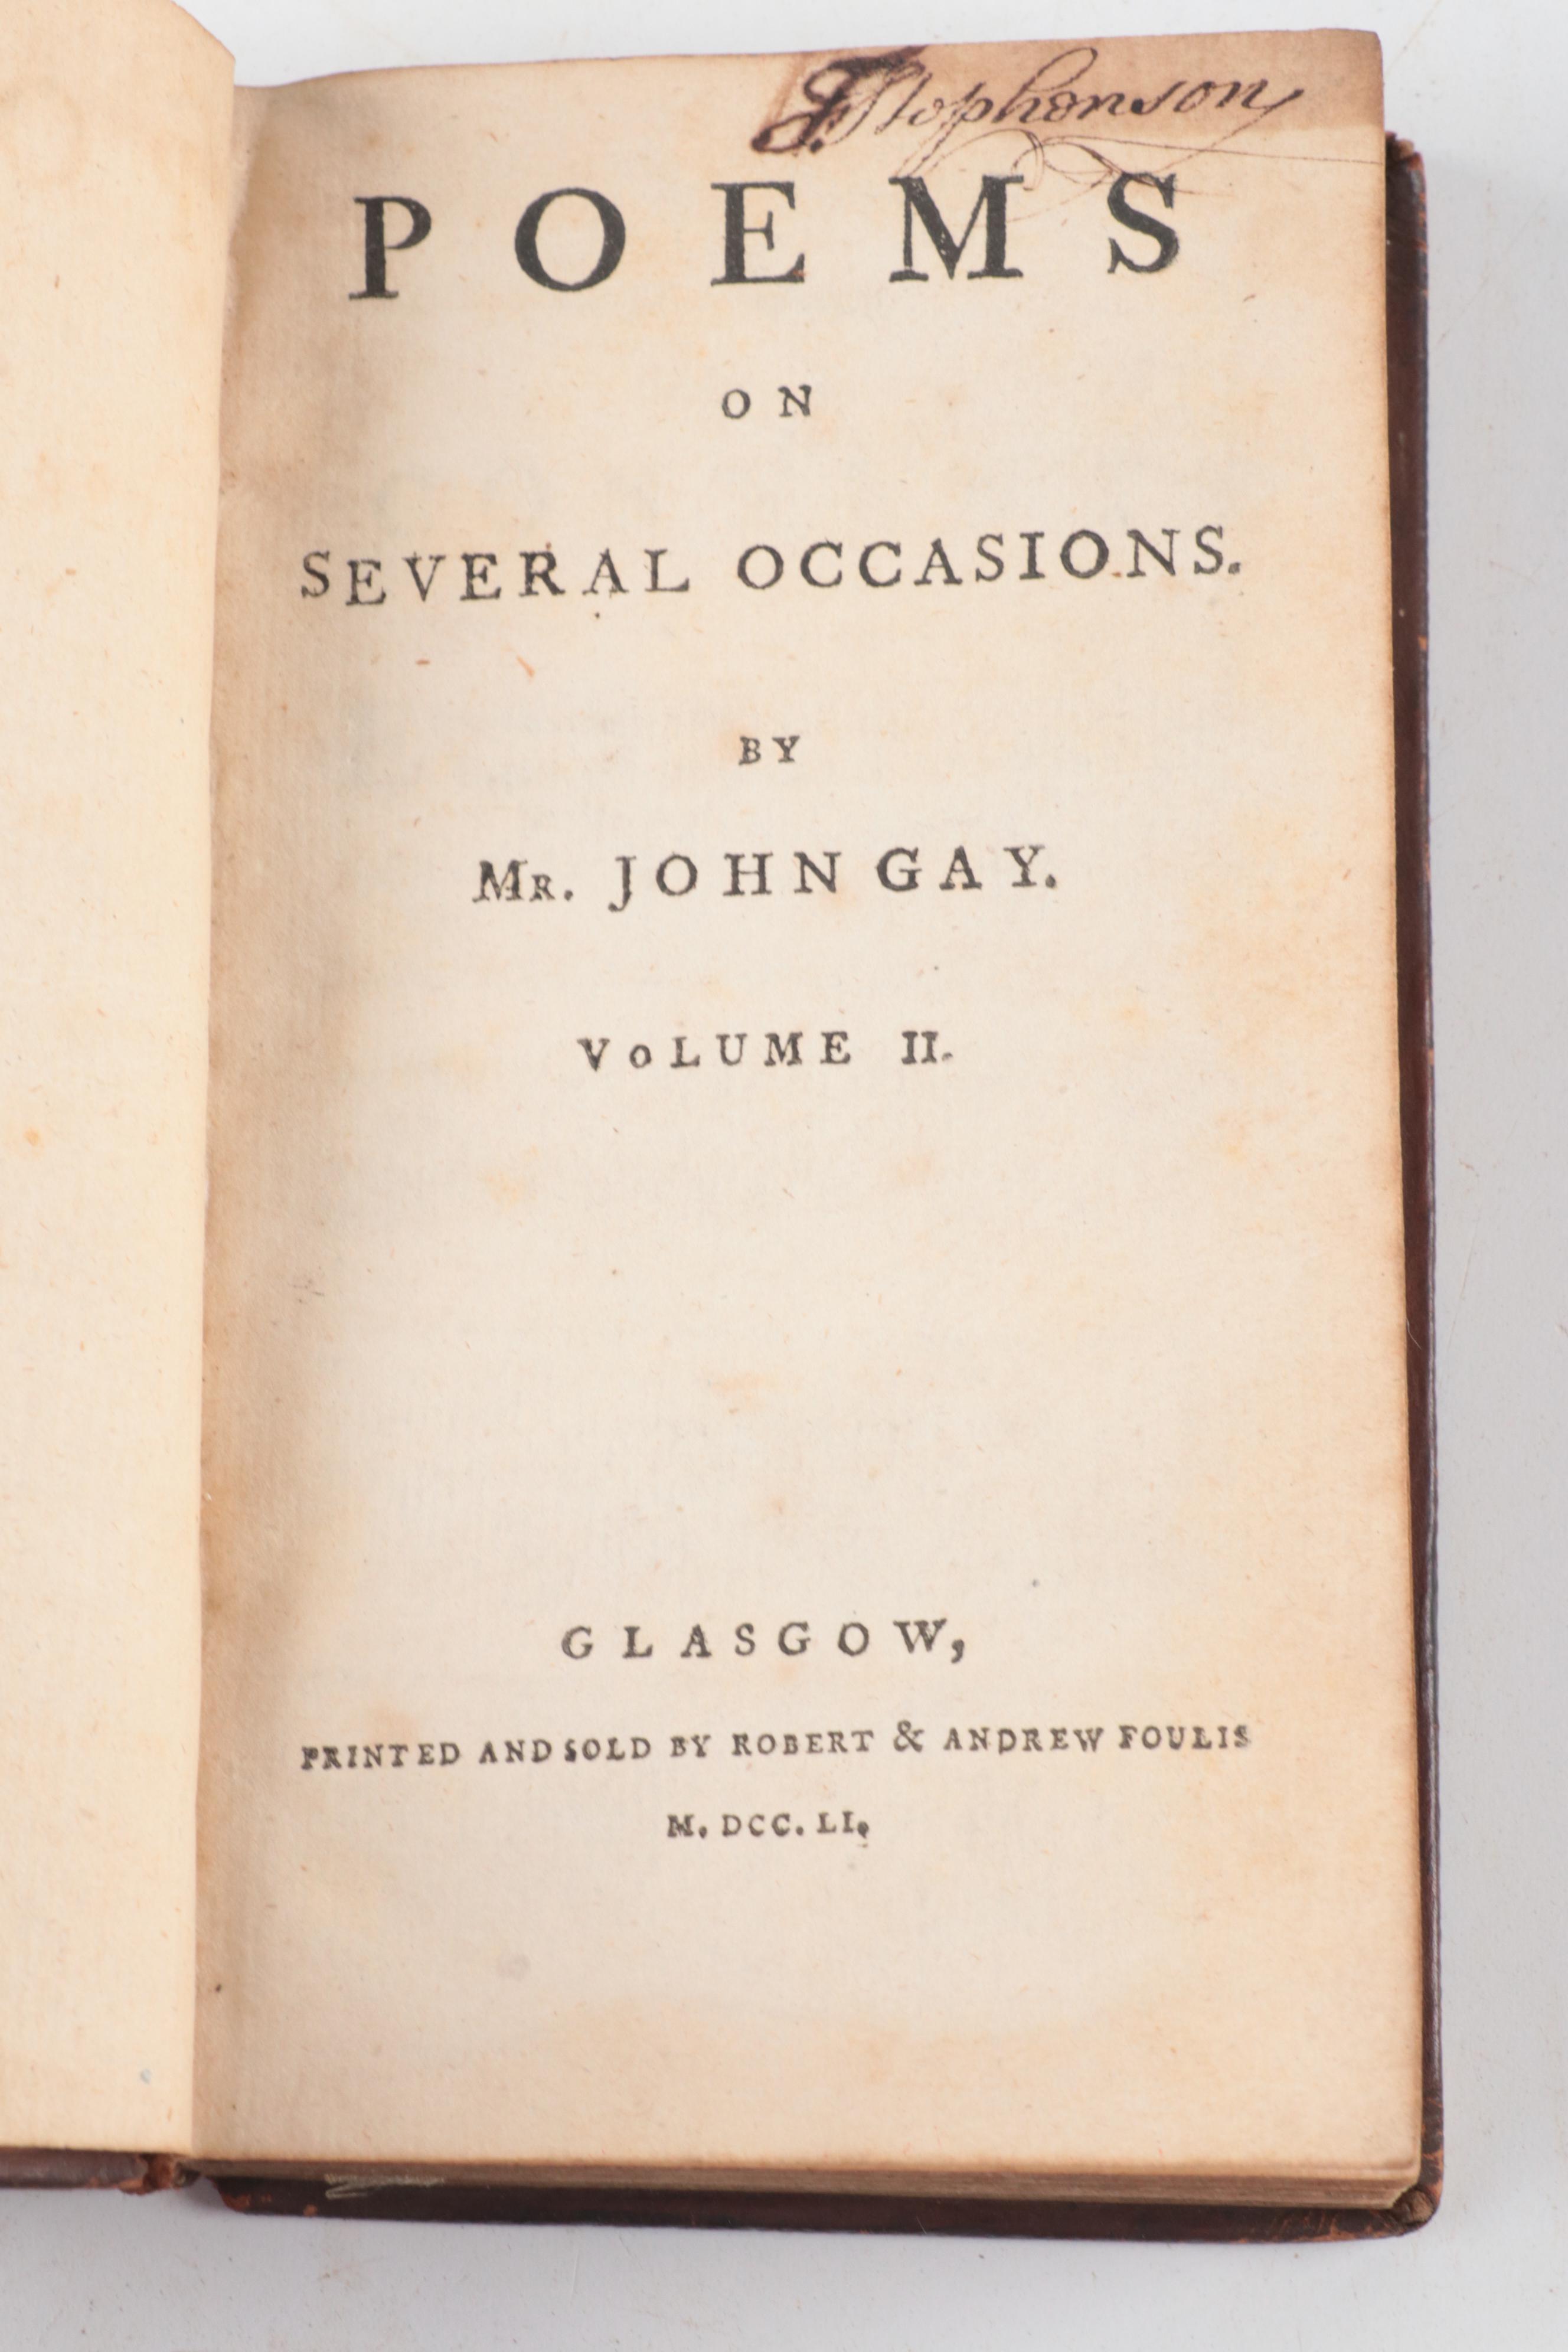 J. Stephenson
POEMS
ON
SEVERAL OCCASIONS.
BY
MR. JOHN GAY.
VoLUME II.
GLASGOW,
PRINTED AND SOLD BY ROBERT & ANDREW FOULIS
M. DCC. LI.